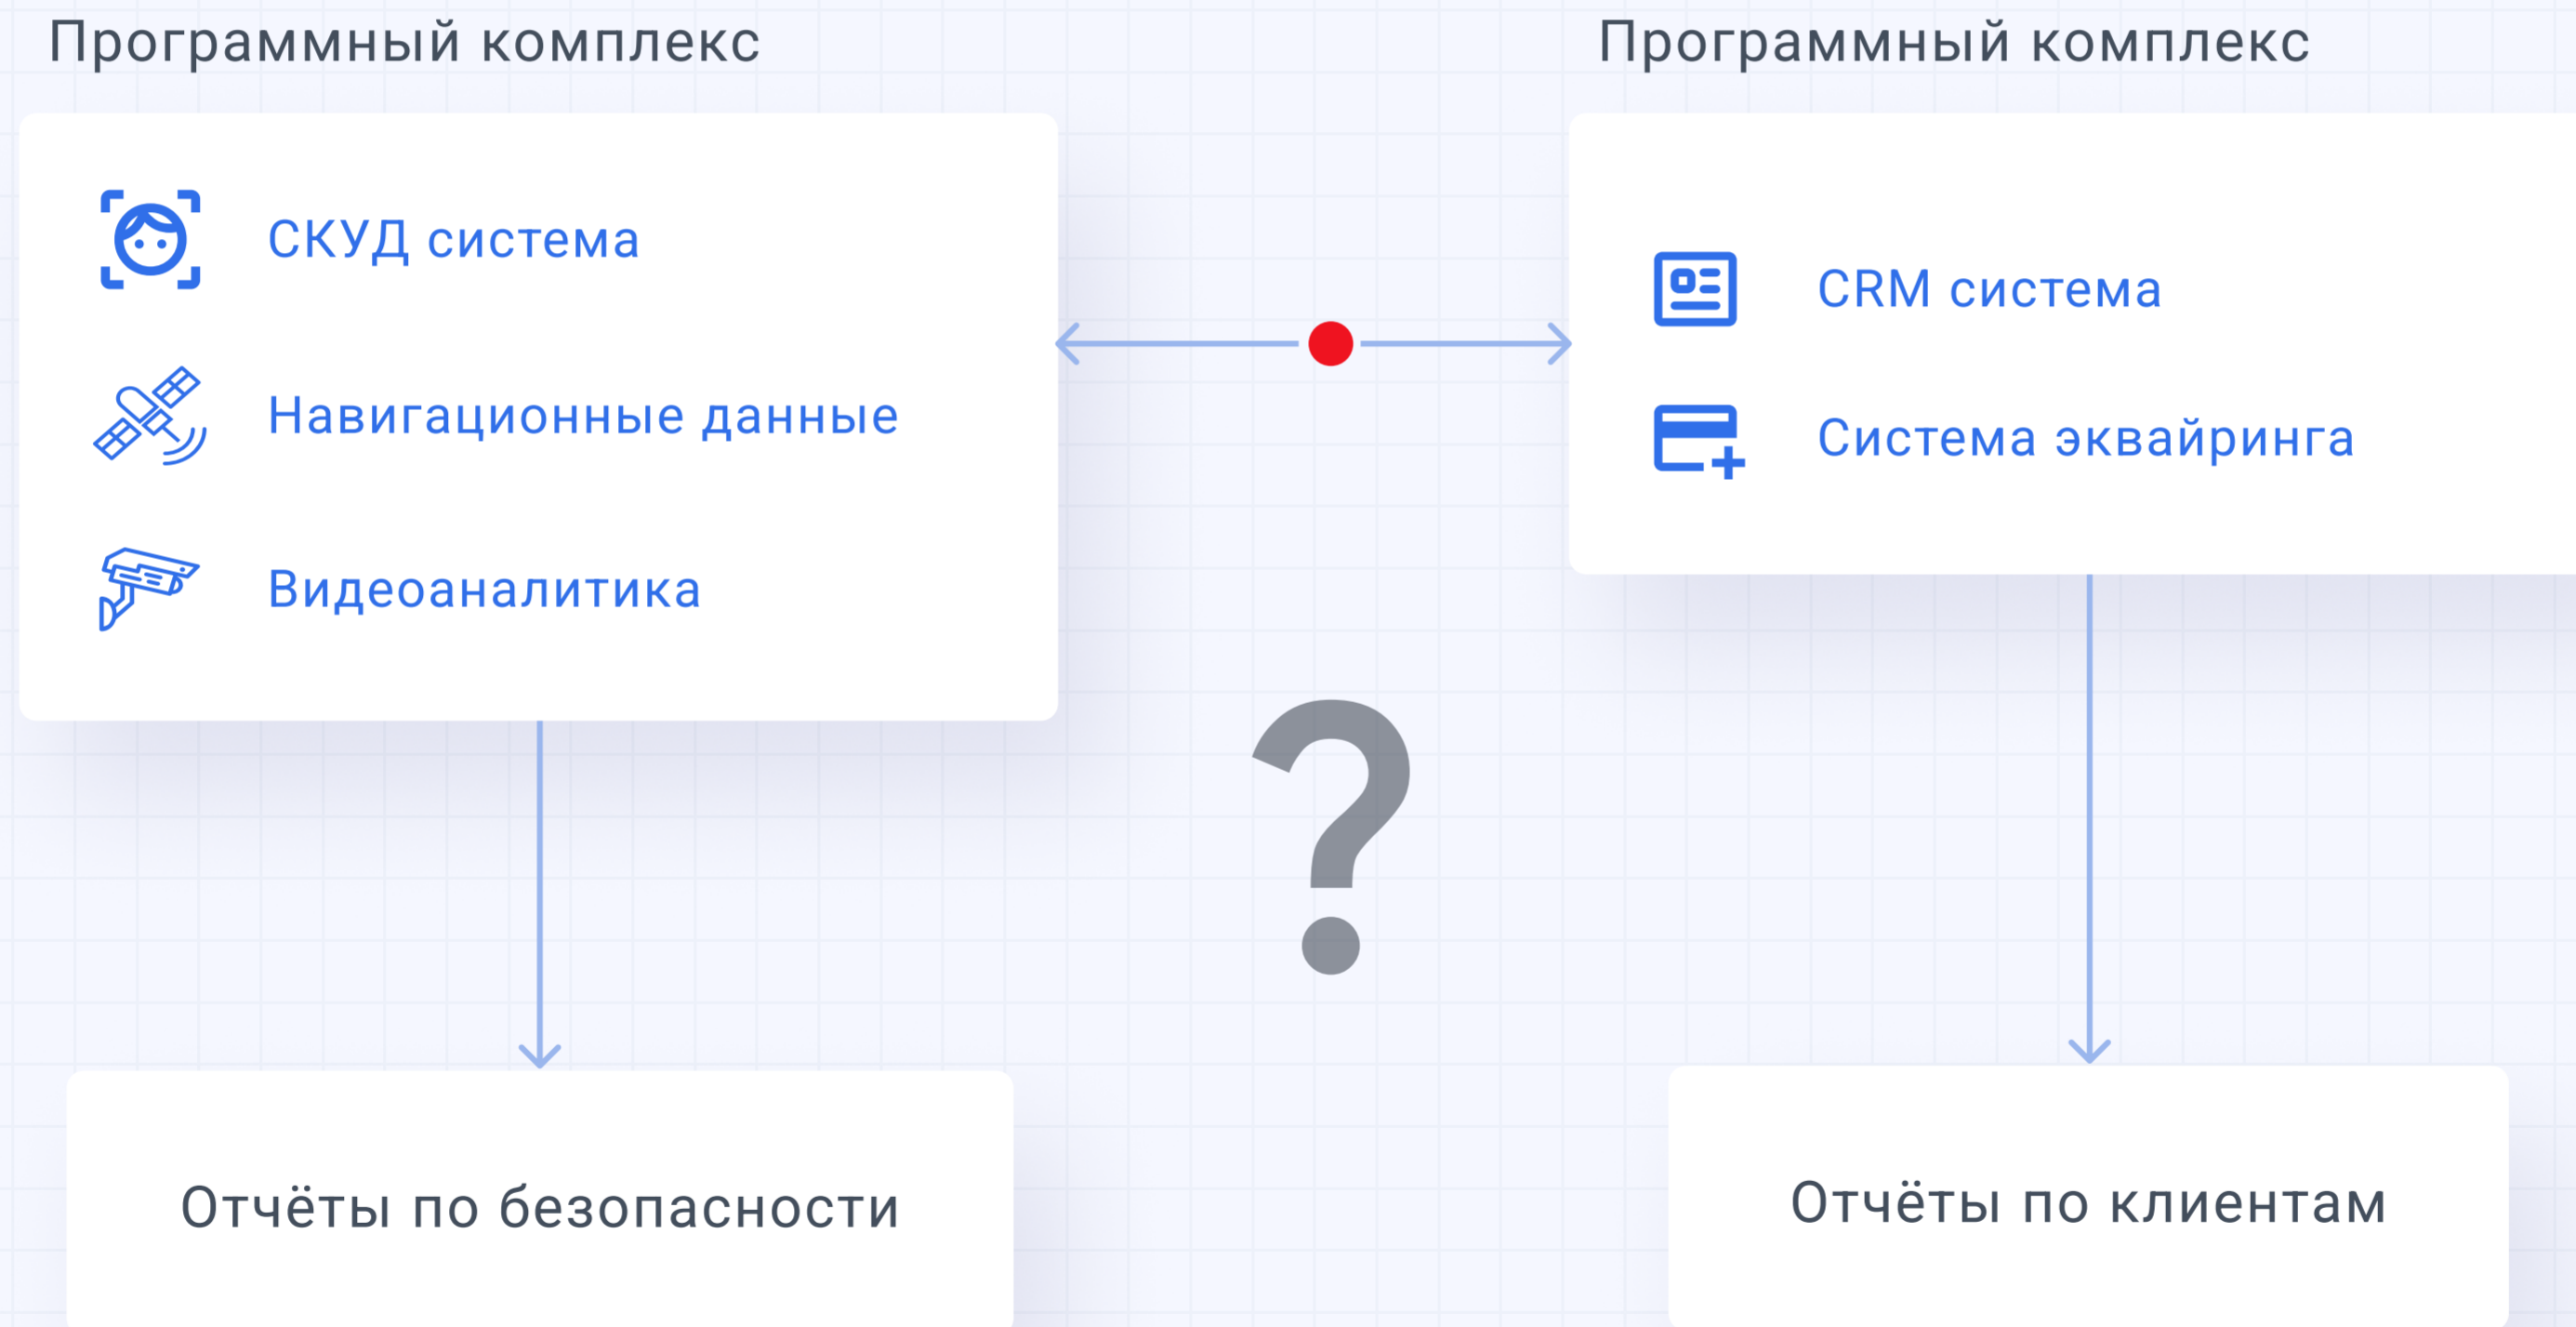 Программный комплекс
СКУД система
Навигационные данные
Видеоаналитика
Программный комплекс
CRM система
Система эквайринга
?
Отчёты по безопасности
Отчёты по клиентам